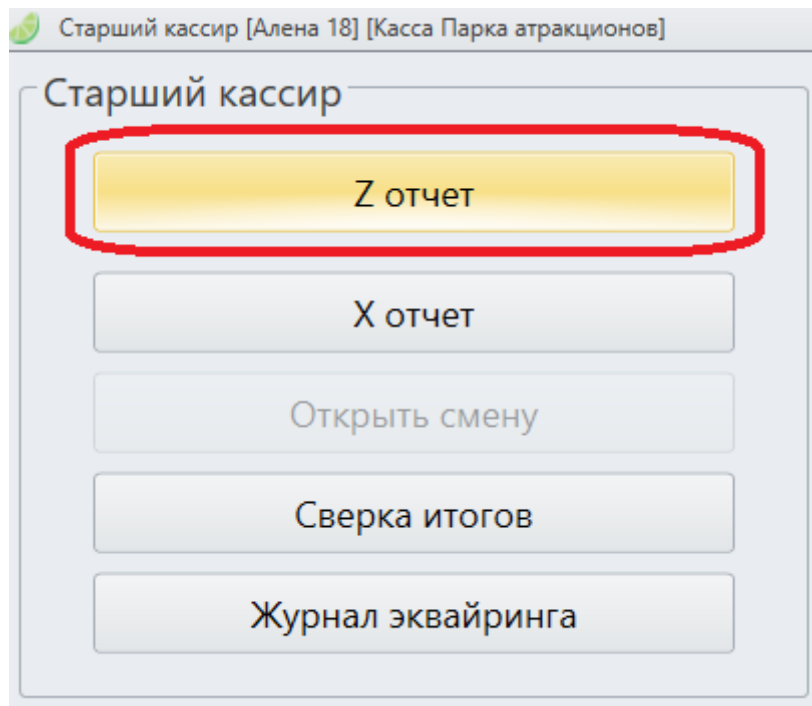 Старший кассир [Алена 18] [Касса Парка атракционов]
Старший кассир
Z отчет
X отчет
Открыть смену
Сверка итогов
Журнал эквайринга